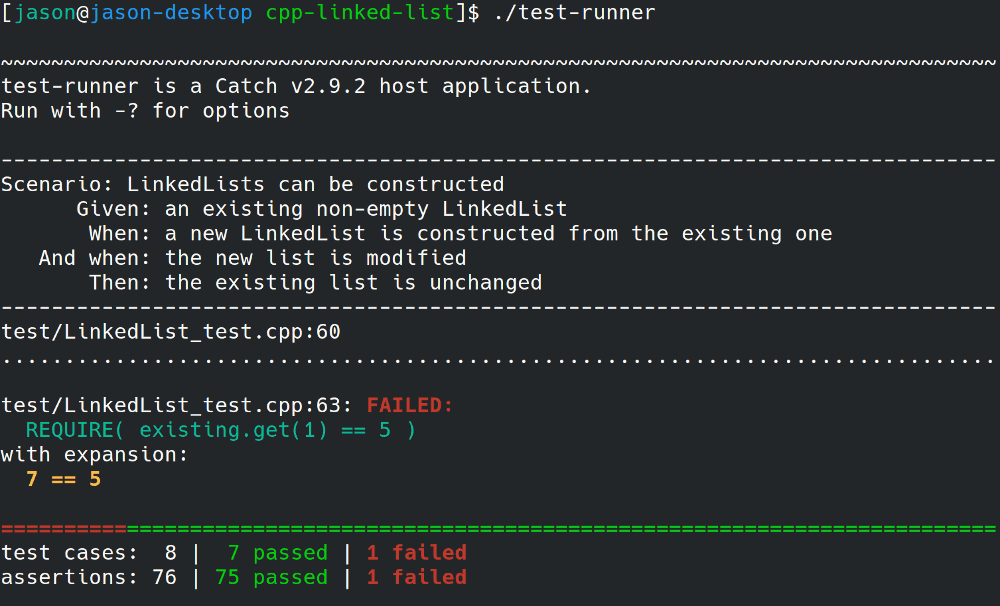 [jason@jason-desktop cpp-linked-list]$ ./test-runner
~~~~~~~~~~~~~~~~~~~~~~~~~~~~~~~~~~~~~~~~~~~~~~~~~~~~~~~~~~~~~~~~~~~~~~~~~~~~~~~
test-runner is a Catch v2.9.2 host application.
Run with -? for options
-------------------------------------------------------------------------------
Scenario: LinkedLists can be constructed
      Given: an existing non-empty LinkedList
       When: a new LinkedList is constructed from the existing one
   And when: the new list is modified
       Then: the existing list is unchanged
-------------------------------------------------------------------------------
test/LinkedList_test.cpp:60
...............................................................................
test/LinkedList_test.cpp:63: FAILED:
  REQUIRE( existing.get(1) == 5 )
with expansion:
  7 == 5
===============================================================================
test cases:  8 |  7 passed | 1 failed
assertions: 76 | 75 passed | 1 failed